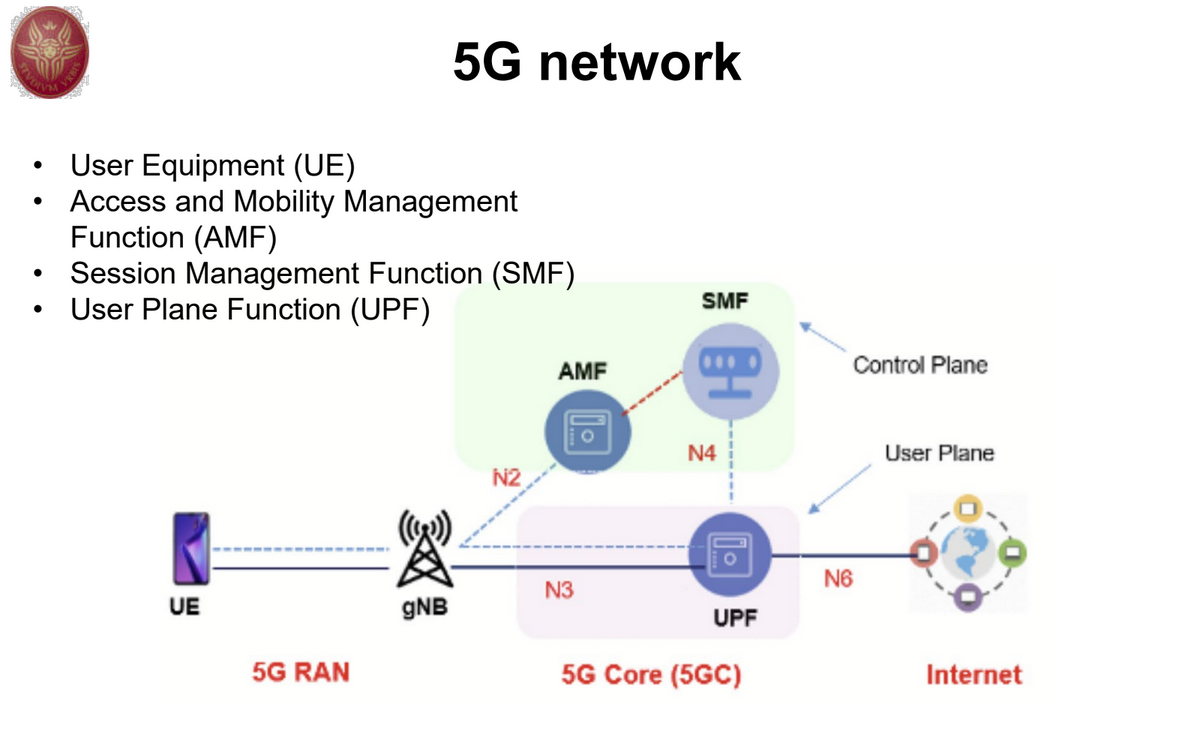 5G network
• User Equipment (UE)
• Access and Mobility Management
Function (AMF)
• Session Management Function (SMF)
• User Plane Function (UPF)
SMF
Control Plane
AMF
N4
User Plane
N2
N3
N6
UE
gNB
UPF
5G RAN
5G Core (5GC)
Internet
STVDIVM VRBIS